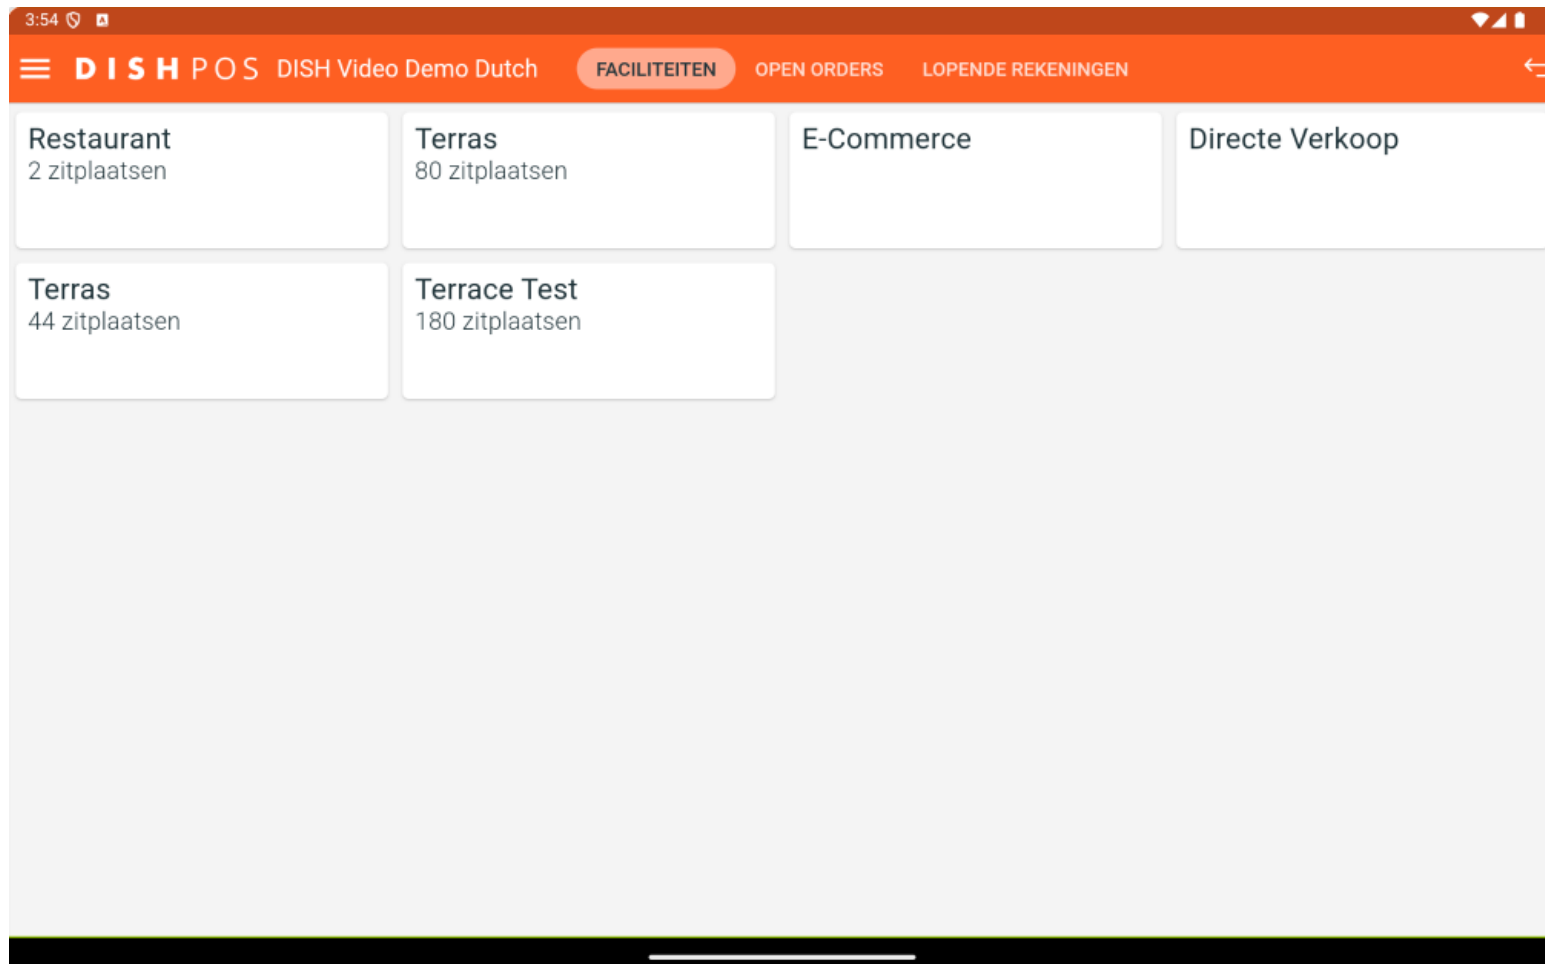 3:54
DISH POS DISH Video Demo Dutch FACILITEITEN OPEN ORDERS LOPENDE REKENINGEN
Restaurant
2 zitplaatsen
Terras
80 zitplaatsen
E-Commerce
Directe Verkoop
Terras
44 zitplaatsen
Terrace Test
180 zitplaatsen